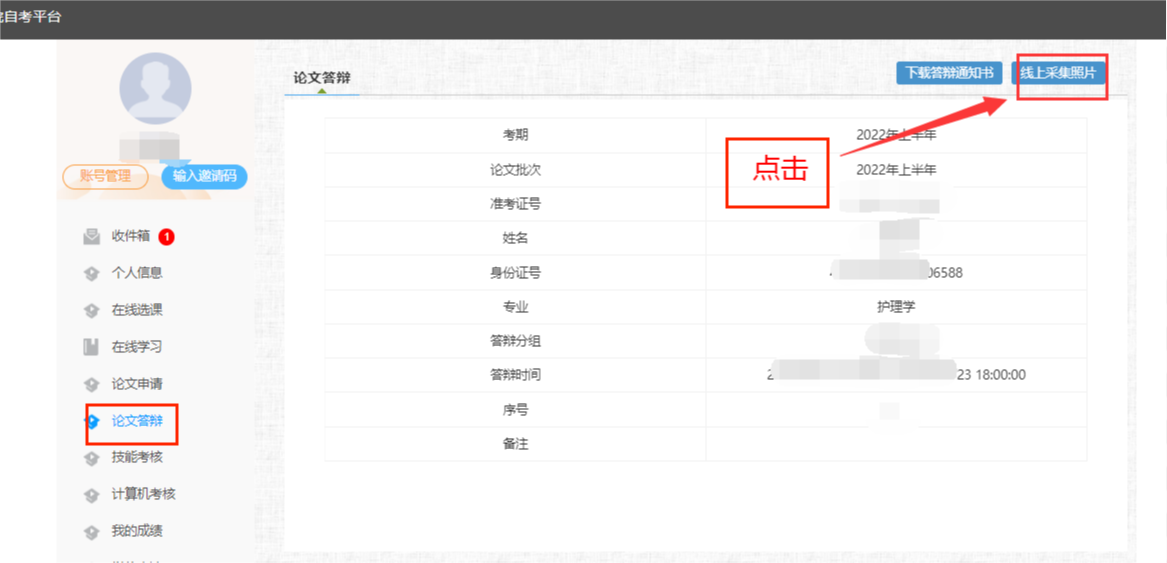 自考平台
论文答辩
下载答辩通知书
线上采集照片
账号管理
输入邀请码
点击
考期 2022年上半年
论文批次 2022年上半年
准考证号
姓名
身份证号 06588
专业 护理学
答辩分组
答辩时间 2 23 18:00:00
序号
备注
收件箱 1
个人信息
在线选课
在线学习
论文申请
论文答辩
技能考核
计算机考核
我的成绩